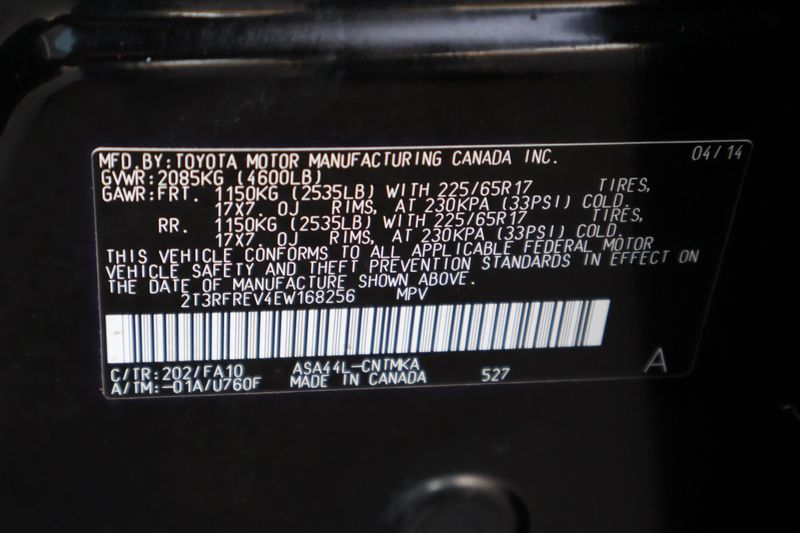 MFD.BY:TOYOTA MOTOR MANUFACTURING CANADA INC. 04/14
GVWR:2085KG (4600LB)
GAWR:FRT. 1150KG (2535LB) WITH 225/65R17 TIRES,
17X7.0J RIMS, AT 230KPA (33PSI) COLD.
RR. 1150KG (2535LB) WITH 225/65R17 TIRES,
17X7.0J RIMS, AT 230KPA (33PSI) COLD.
THIS VEHICLE CONFORMS TO ALL APPLICABLE FEDERAL MOTOR
VEHICLE SAFETY AND THEFT PREVENTION STANDARDS IN EFFECT ON
THE DATE OF MANUFACTURE SHOWN ABOVE.
2T3RFREV4EW168256 MPV
C/TR:202/FA10 ASA44L-CNTMKA
A/TM:-01A/U760F MADE IN CANADA 527 A